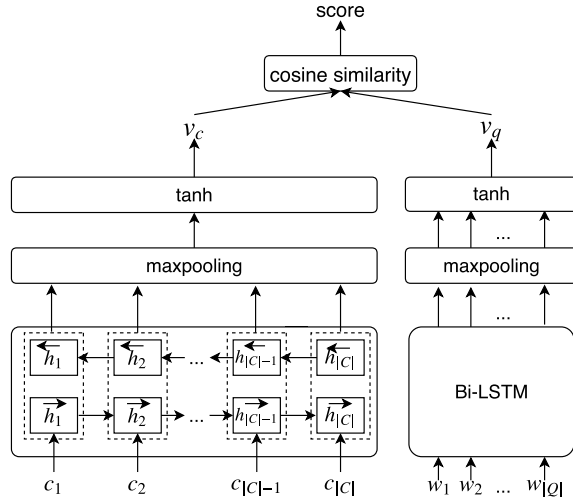 score
cosine similarity
v_c v_q
tanh tanh
...
maxpooling maxpooling
...
←h_1 ←h_2 ... ←h_{|C|-1} ←h_{|C|}
Bi-LSTM
→h_1 →h_2 ... →h_{|C|-1} →h_{|C|}
c_1 c_2 c_{|C|-1} c_{|C|} w_1 w_2 ... w_{|Q|}